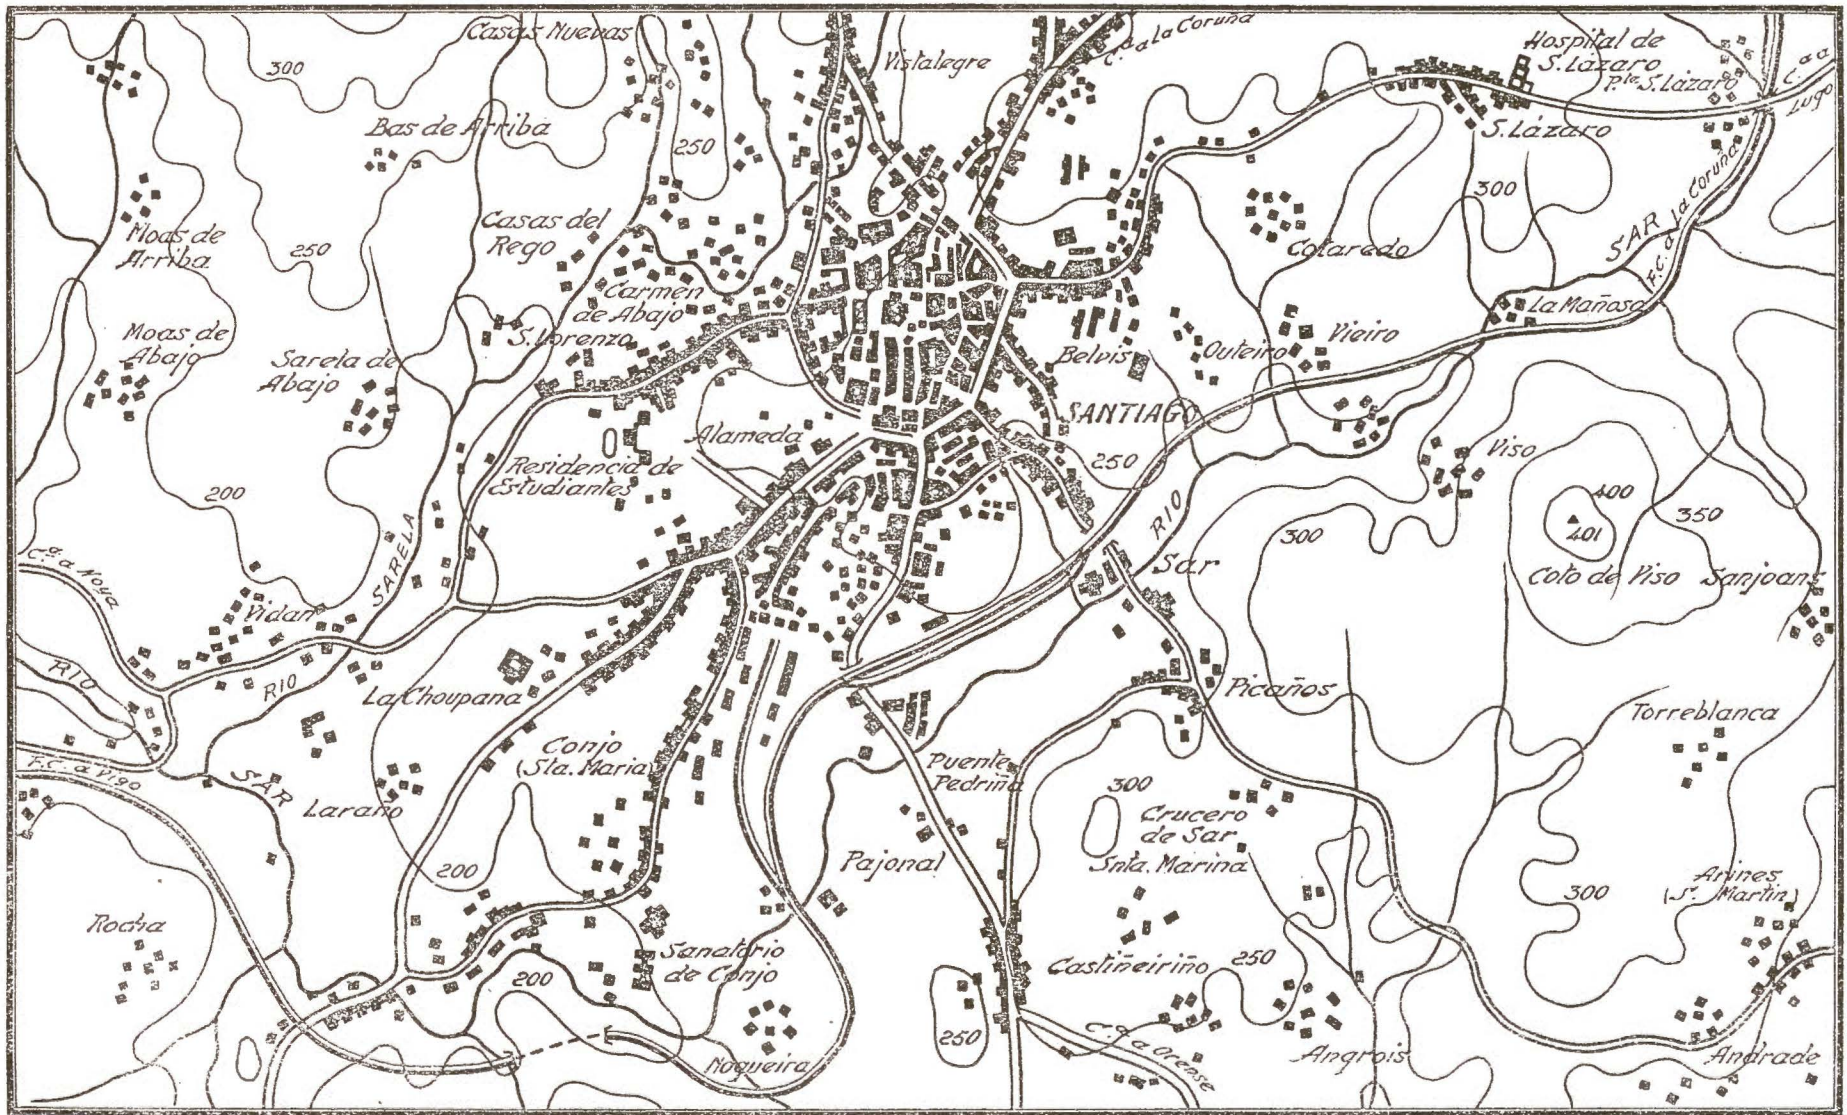 Casas Nuevas
Vistalegre
C.ª a La Coruña
Hospital de
S. Lázaro
P.te S. Lázaro
C.ª a
Lugo
300
Bas de Arriba
250
S. Lázaro
300
Moas de
Arriba
250
Casas del
Rego
Cotaredo
SAR
F.C. a La Coruña
Carmen
de Abajo
La Mañosa
Moas de
Abajo
Sarela de
Abajo
S. Lorenzo
Belvis
Outeiro
Vieiro
SANTIAGO
Alameda
250
Viso
Residencia de
Estudiantes
200
400
401
350
300
RIO
SARELA
C.ª a Noya
Sar
Coto de Viso
Sanjoans
Vidan
RIO
RIO
La Choupana
Picaños
Torreblanca
Conjo
(Sta. Maria)
F.C. a Vigo
SAR
Laraño
Puente
Pedriña
300
Crucero
de Sar
Snta. Marina
Pajonal
200
Arines
(S. Martin)
300
Rocha
Sanatorio
de Conjo
Castiñeiriño
250
200
Nogueira
250
C.ª a Orense
Angrois
Andrade